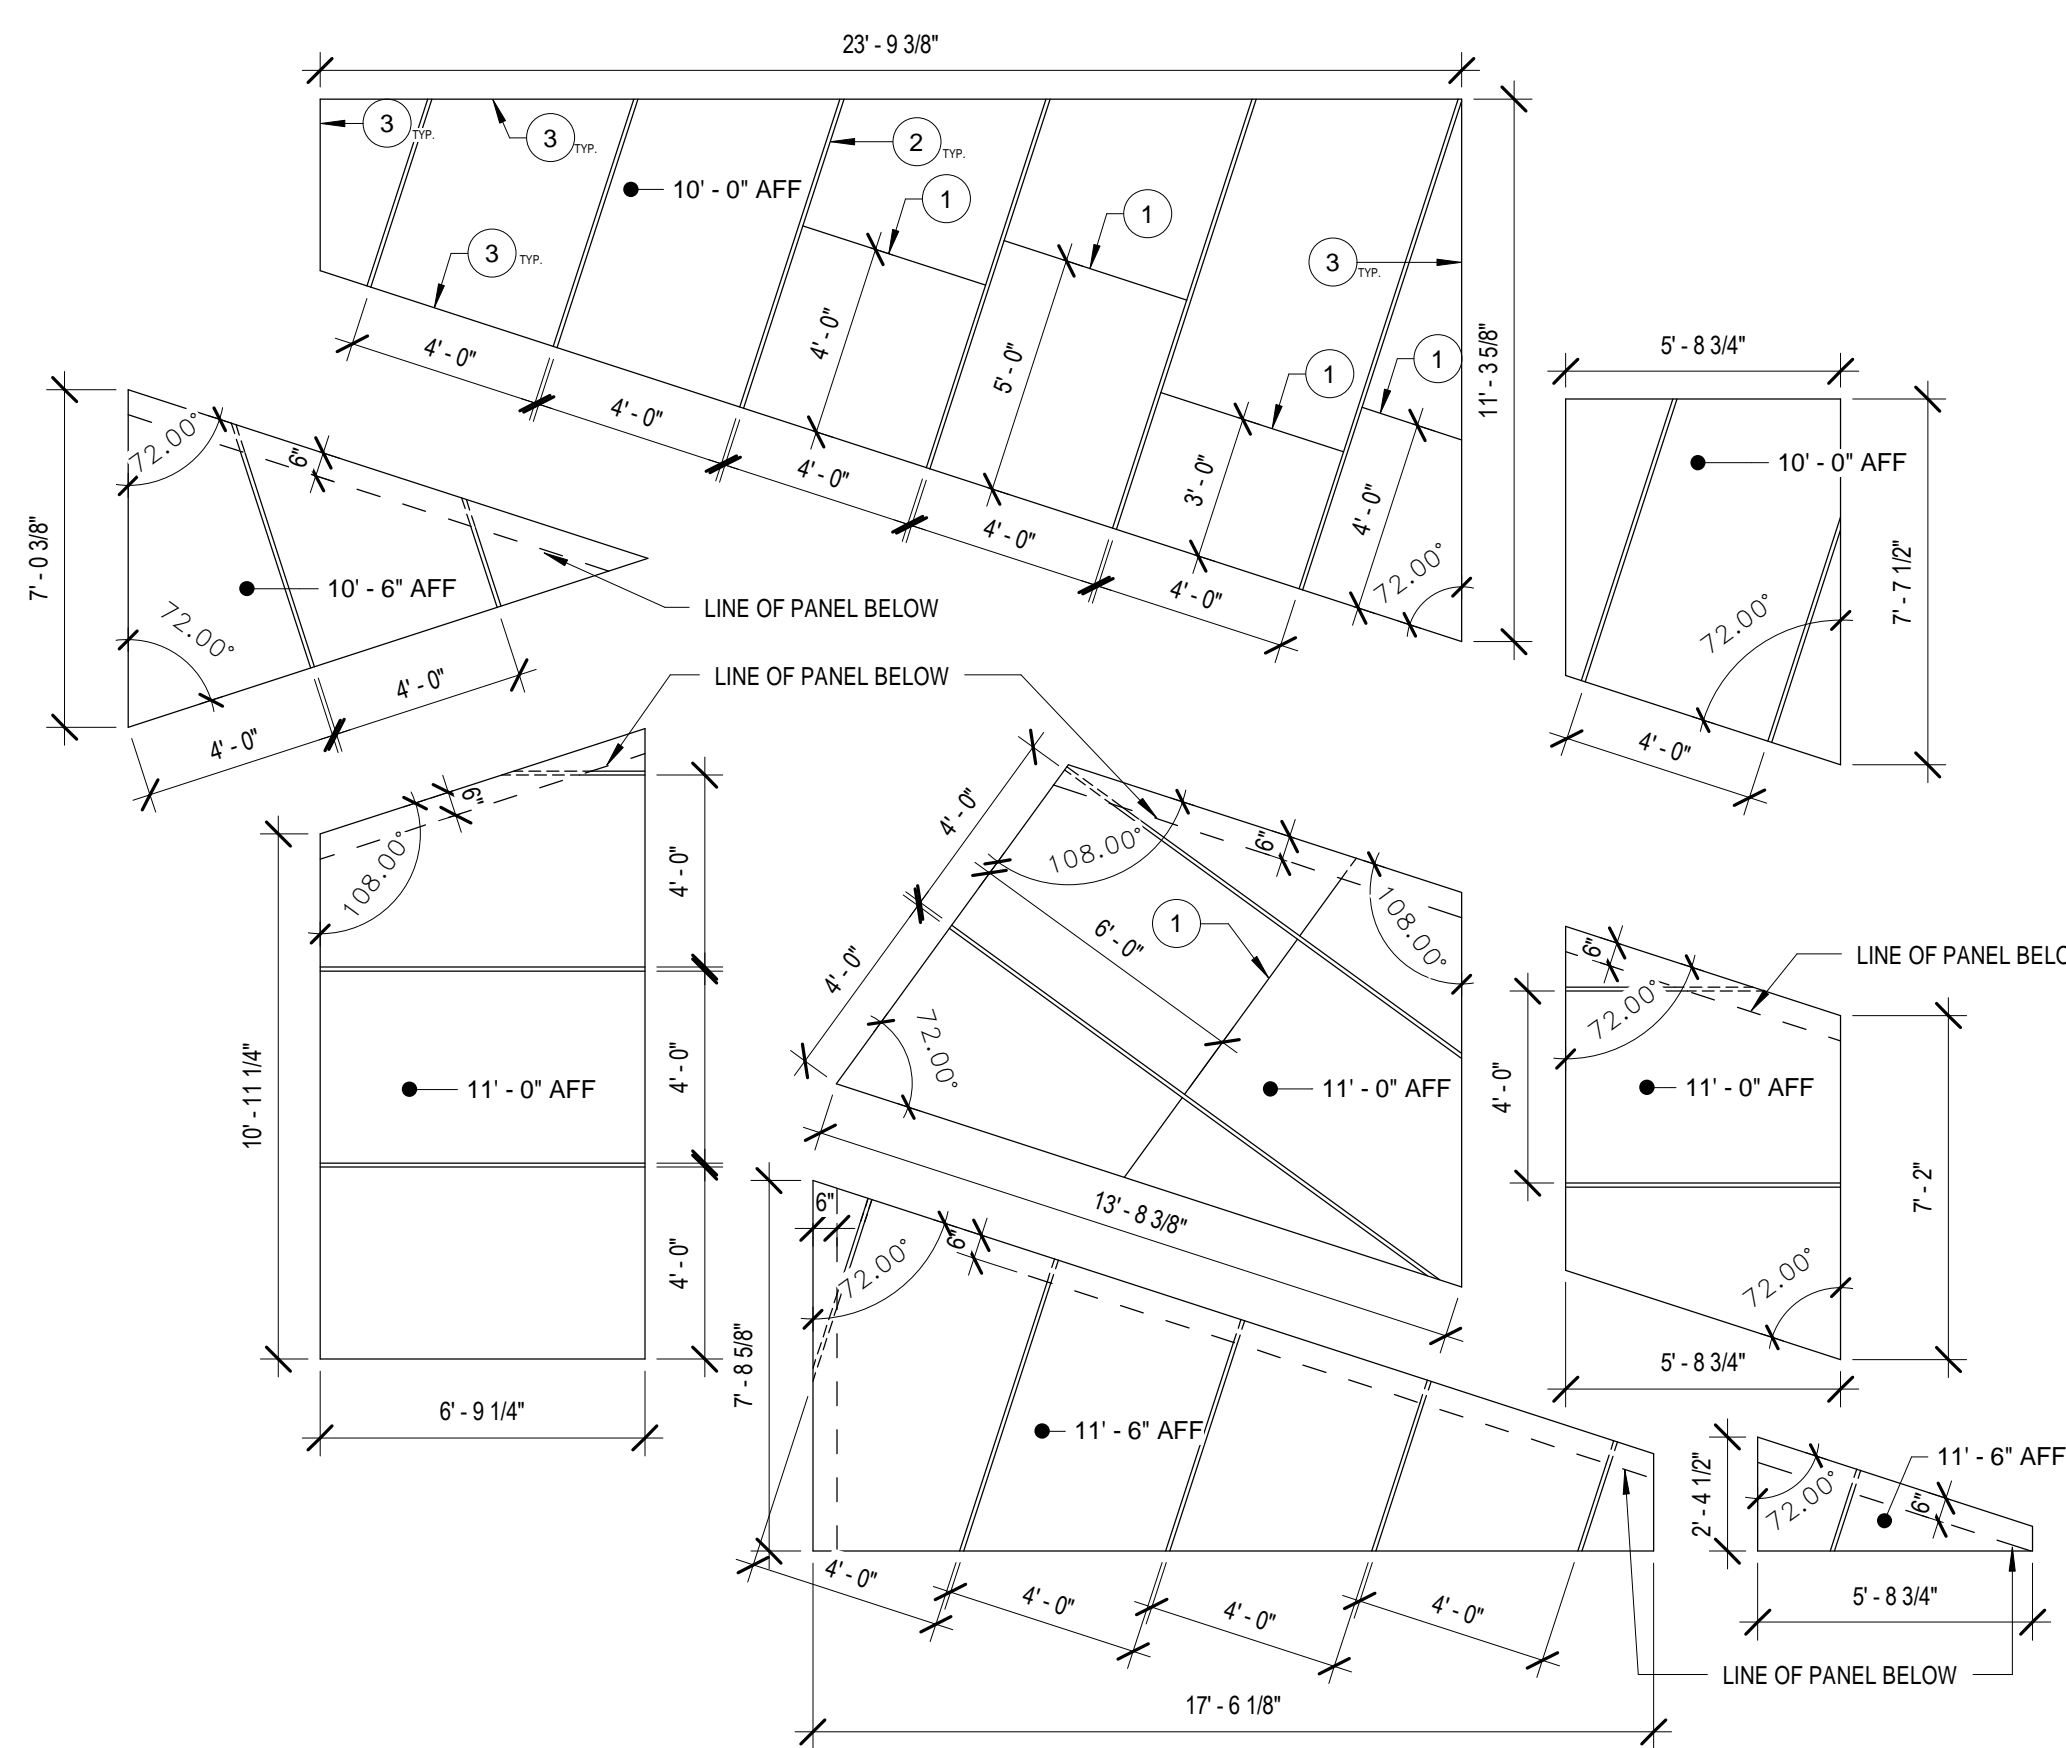 23' - 9 3/8"
3 TYP.
3 TYP.
2 TYP.
10' - 0" AFF
1
1
3 TYP.
3 TYP.
4' - 0"
5' - 0"
1
1
3' - 0"
4' - 0"
72.00°
11' - 3 5/8"
4' - 0"
4' - 0"
4' - 0"
4' - 0"
4' - 0"
5' - 8 3/4"
10' - 0" AFF
72.00°
7' - 7 1/2"
4' - 0"
72.00°
6"
7' - 0 3/8"
10' - 6" AFF
72.00°
LINE OF PANEL BELOW
4' - 0"
4' - 0"
LINE OF PANEL BELOW
6"
108.00°
4' - 0"
10' - 11 1/4"
11' - 0" AFF
4' - 0"
4' - 0"
6' - 9 1/4"
4' - 0"
108.00°
6"
108.00°
6' - 0"
1
4' - 0"
72.00°
11' - 0" AFF
13' - 8 3/8"
6"
LINE OF PANEL BELO
72.00°
4' - 0"
11' - 0" AFF
7' - 2"
72.00°
5' - 8 3/4"
6"
6"
72.00°
7' - 8 5/8"
11' - 6" AFF
4' - 0"
4' - 0"
4' - 0"
4' - 0"
17' - 6 1/8"
2' - 4 1/2"
72.00°
11' - 6" AFF
6"
5' - 8 3/4"
LINE OF PANEL BELOW